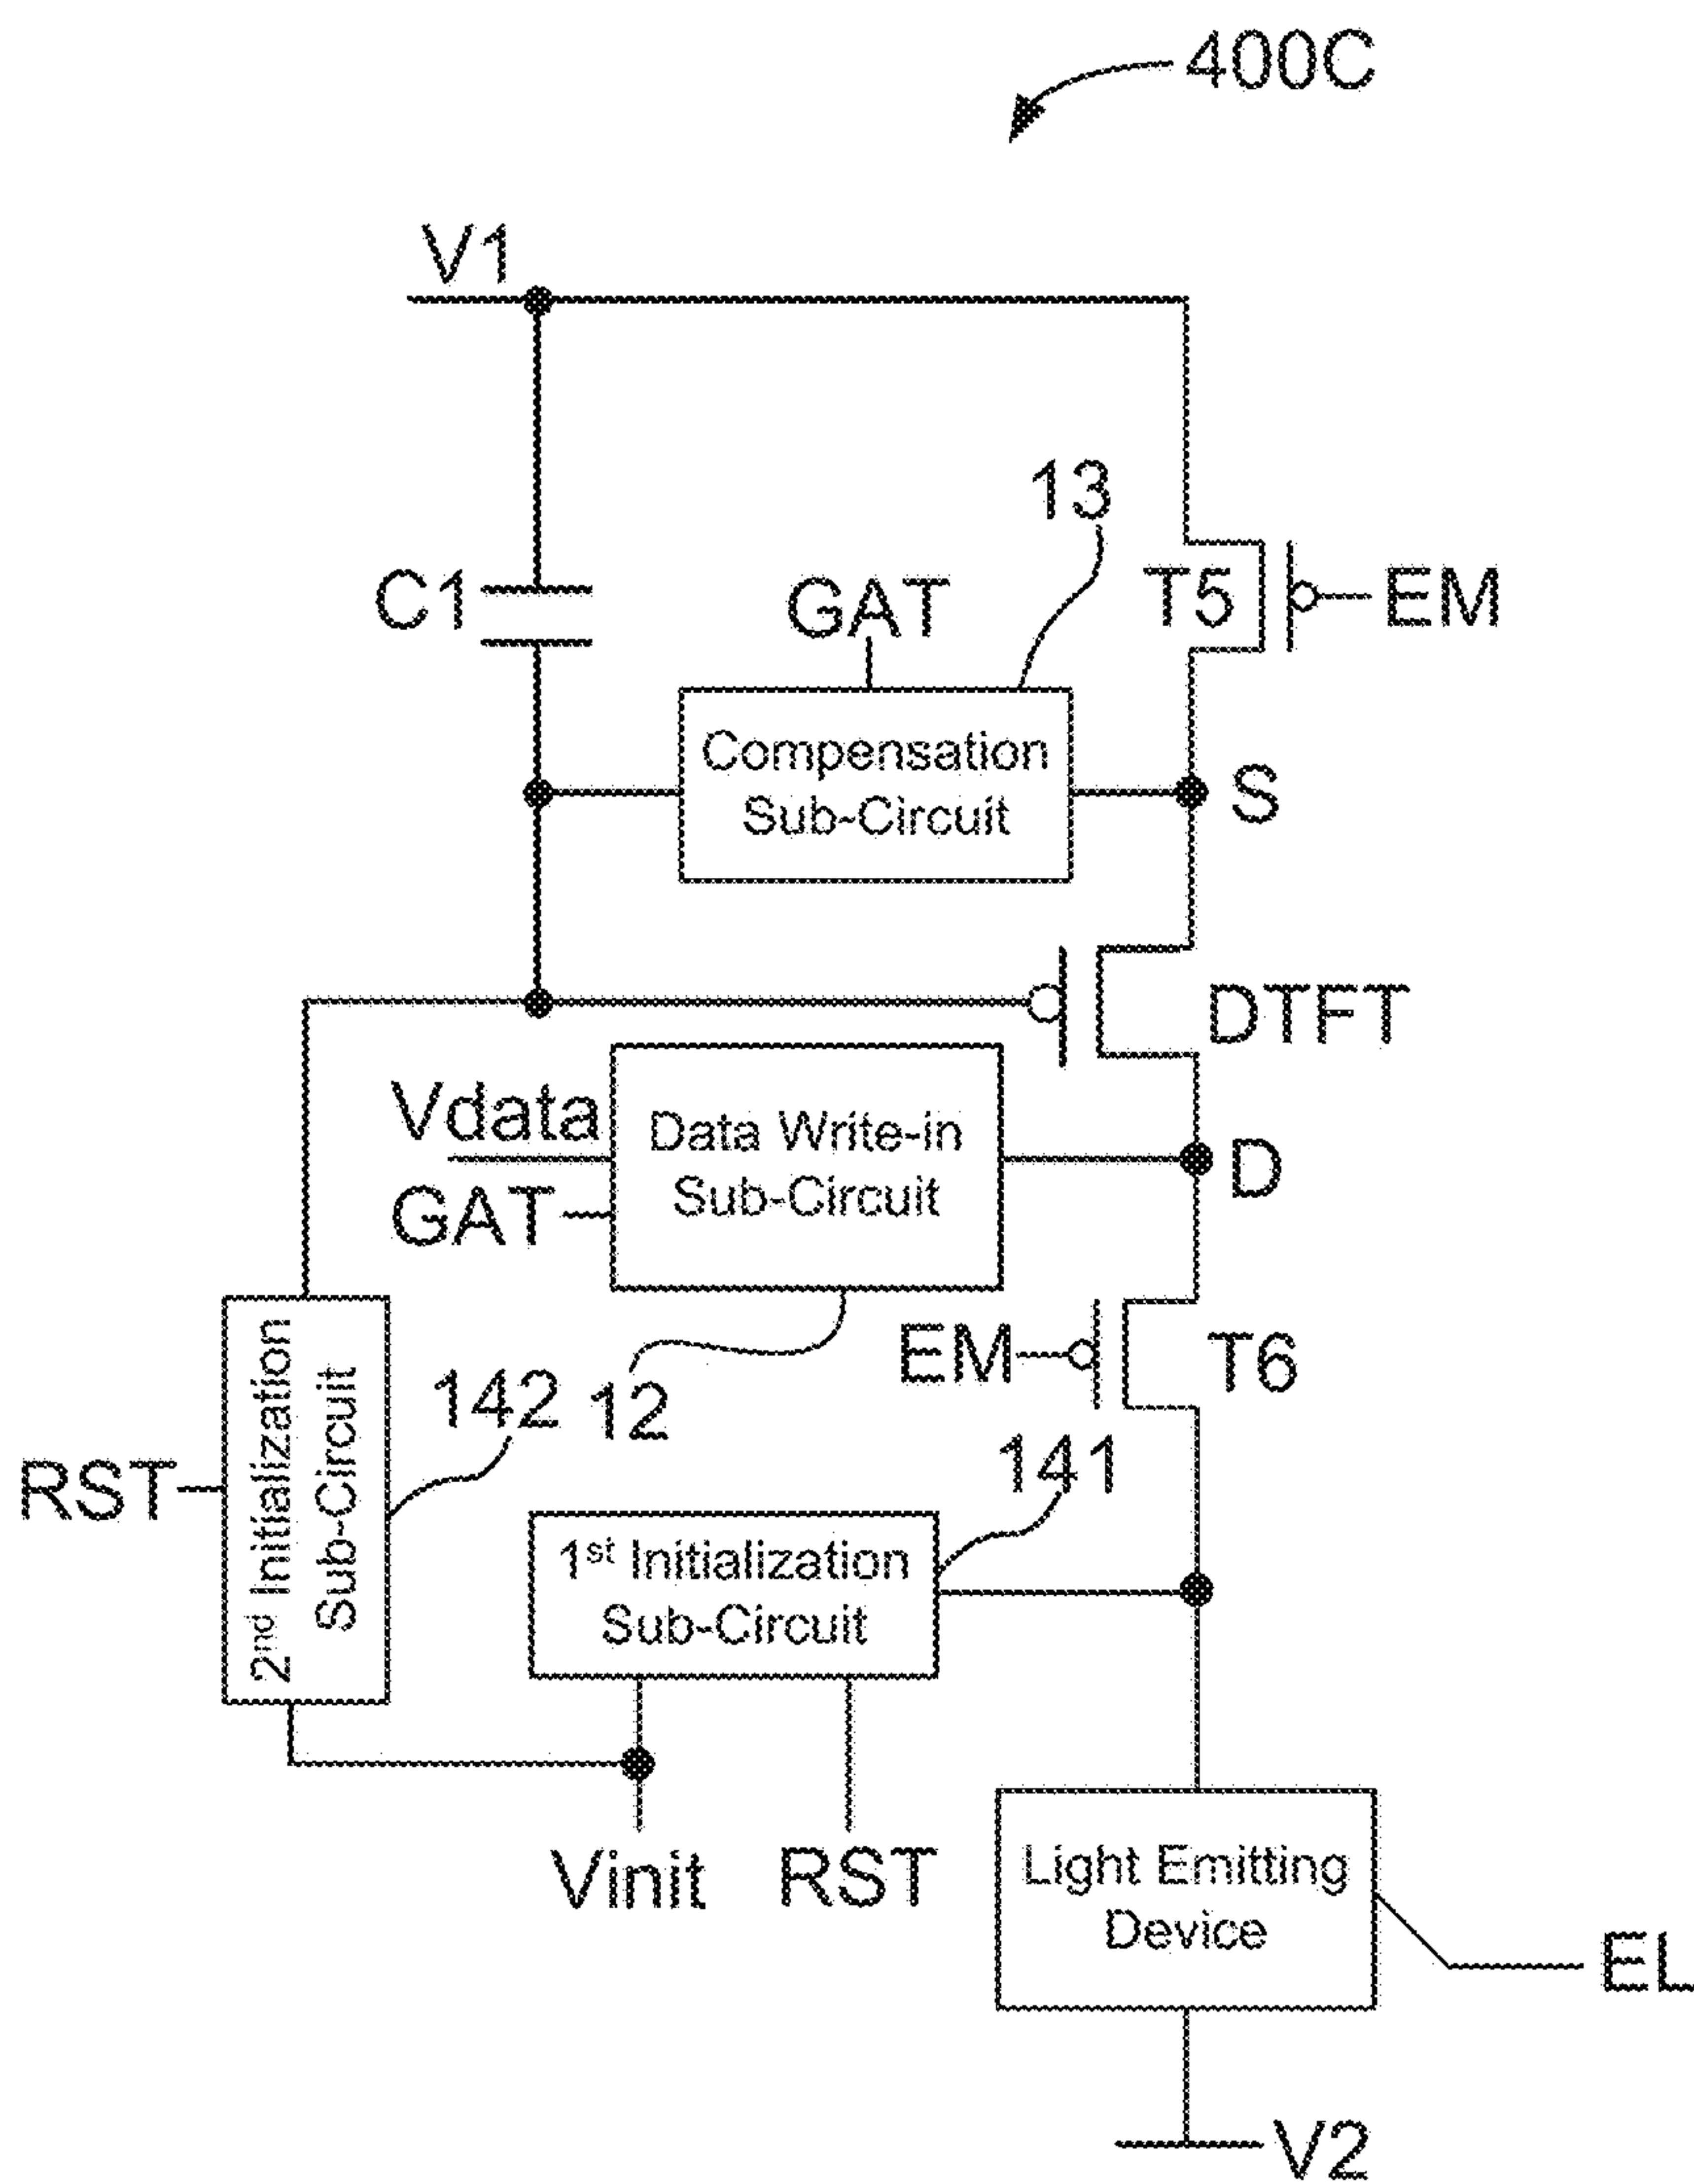 400C
V1
13
C1
GAT
T5
EM
Compensation
Sub-Circuit
S
DTFT
Vdata
Data Write-in
Sub-Circuit
D
GAT
EM
T6
142
12
141
RST
2nd Initialization
Sub-Circuit
1st Initialization
Sub-Circuit
Vinit
RST
Light Emitting
Device
EL
V2